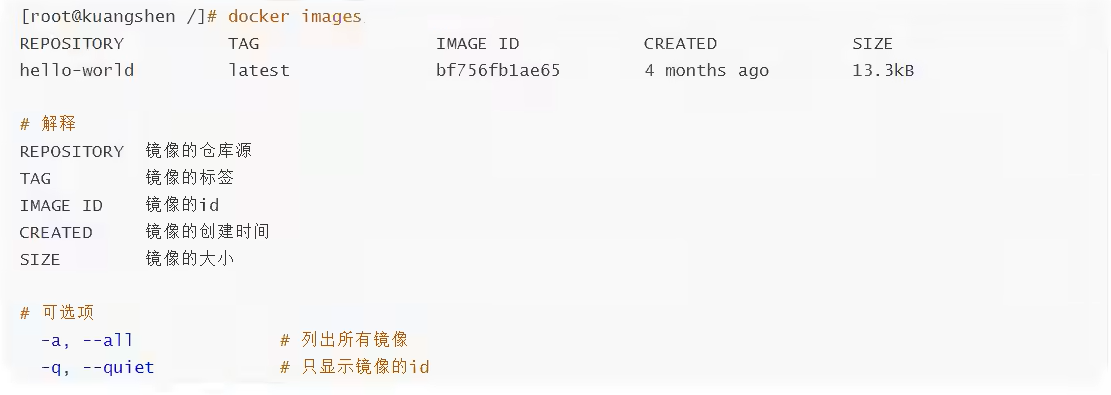 [root@kuangshen /]# docker images
REPOSITORY TAG IMAGE ID CREATED SIZE
hello-world latest bf756fb1ae65 4 months ago 13.3kB
# 解释
REPOSITORY 镜像的仓库源
TAG 镜像的标签
IMAGE ID 镜像的id
CREATED 镜像的创建时间
SIZE 镜像的大小
# 可选项
-a, --all # 列出所有镜像
-q, --quiet # 只显示镜像的id